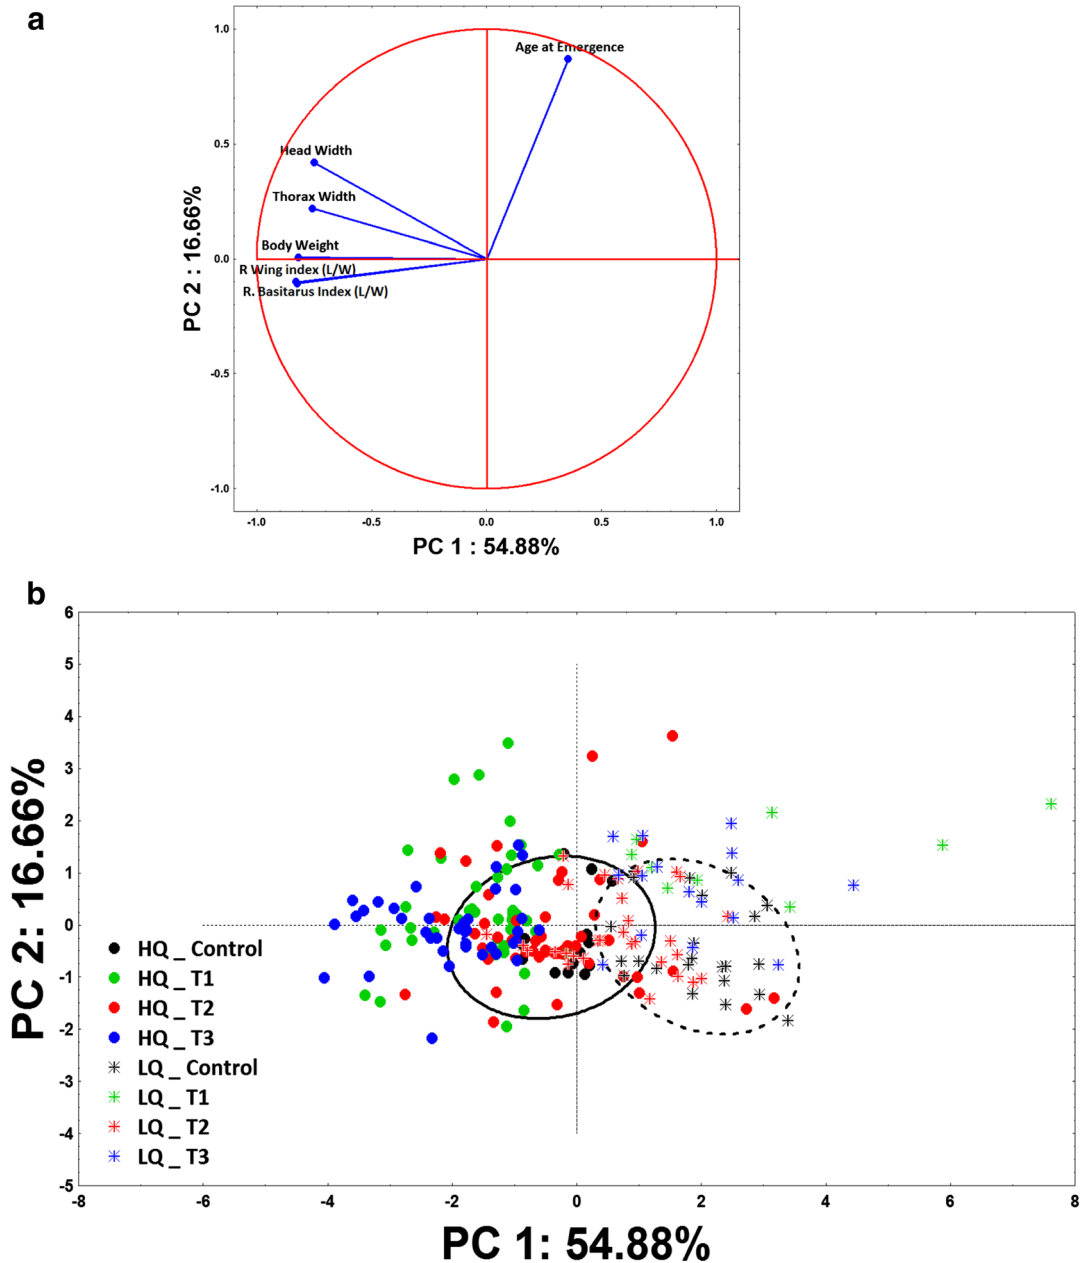 a
1.0
Age at Emergence
0.5
Head Width
Thorax Width
Body Weight
0.0
R Wing index (L/W)
R. Basitarus Index (L/W)
-0.5
-1.0
PC 2 : 16.66%
-1.0 -0.5 0.0 0.5 1.0
PC 1 : 54.88%
b
6
5
4
3
2
1
0
-1
-2
-3
-4
-5
PC 2: 16.66%
HQ _ Control
HQ _ T1
HQ _ T2
HQ _ T3
LQ _ Control
LQ _ T1
LQ _ T2
LQ _ T3
-8 -6 -4 -2 0 2 4 6 8
PC 1: 54.88%